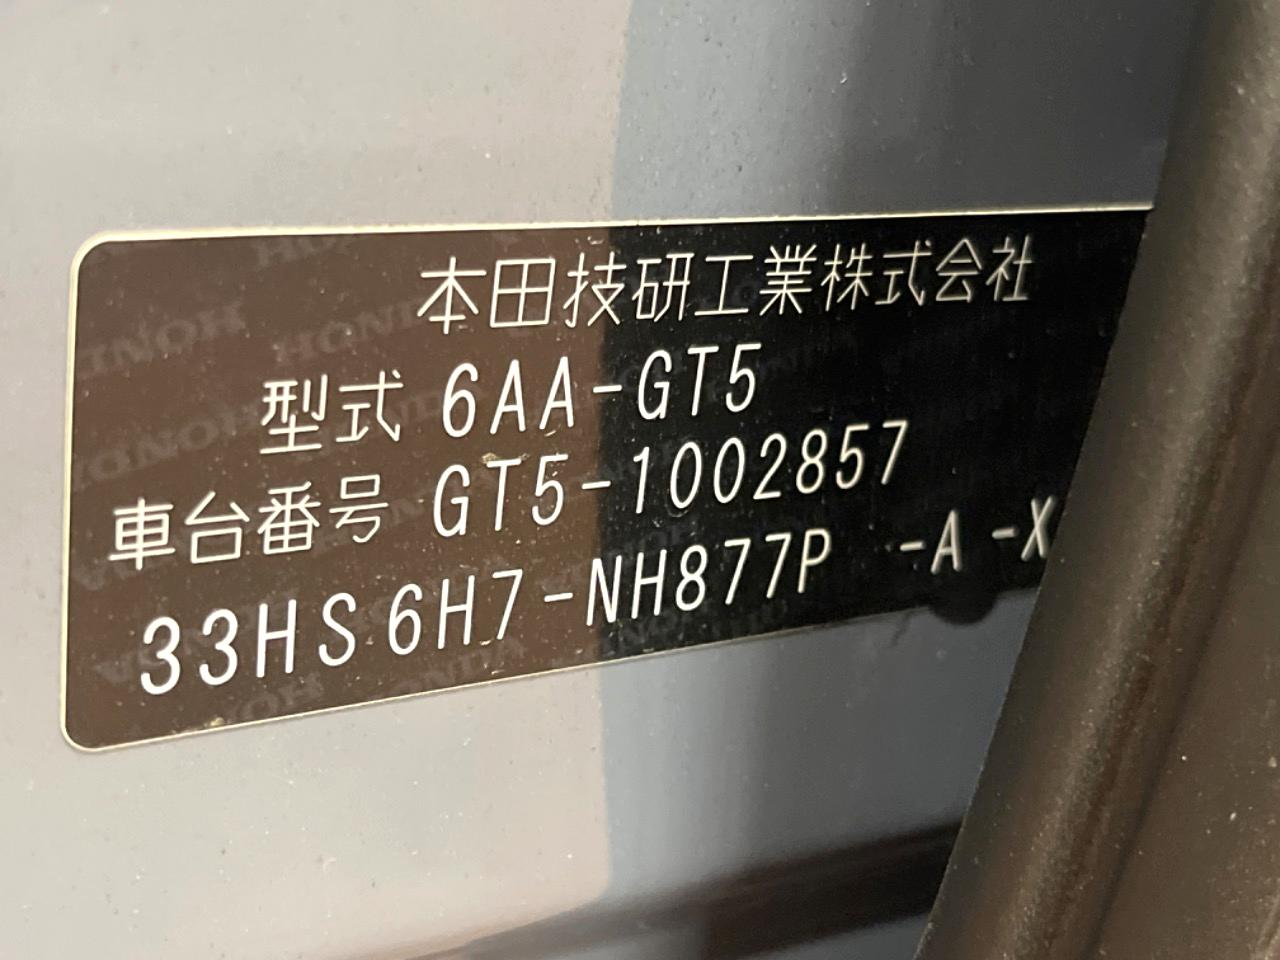 本田技研工業株式会社
型式 6AA-GT5
車台番号 GT5-1002857
33HS6H7-NH877P -A -X